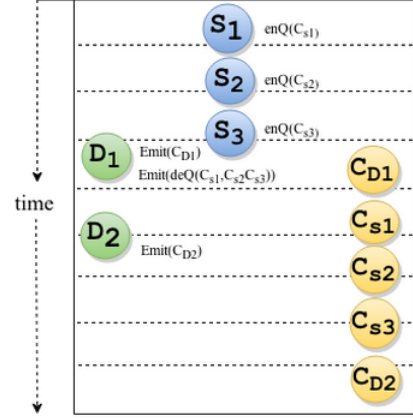 S1 enQ(Cs1)
S2 enQ(Cs2)
S3 enQ(Cs3)
D1 Emit(CD1)
Emit(deQ(Cs1,Cs2Cs3))
CD1
time
Cs1
D2 Emit(CD2)
Cs2
Cs3
CD2